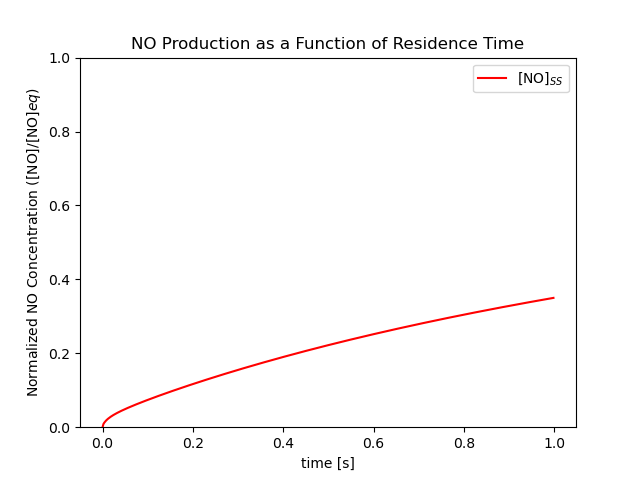 NO Production as a Function of Residence Time
[NO]SS
Normalized NO Concentration ([NO]/[NO]eq)
1.0
0.8
0.6
0.4
0.2
0.0
0.0 0.2 0.4 0.6 0.8 1.0
time [s]